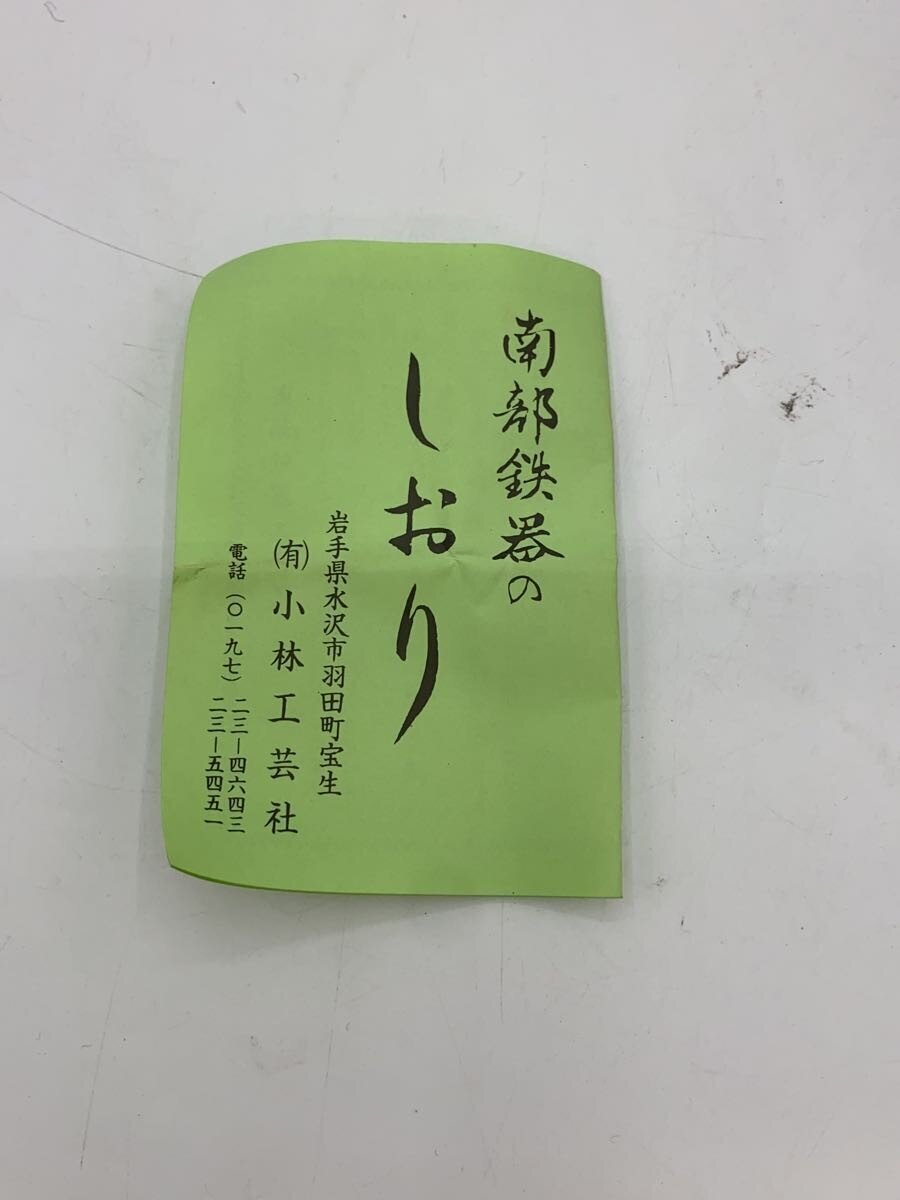 南部鉄器の
しおり
岩手県水沢市羽田町宝生
㈲小林工芸社
電話（〇一九七）二三―四六四三
二三―五四五一